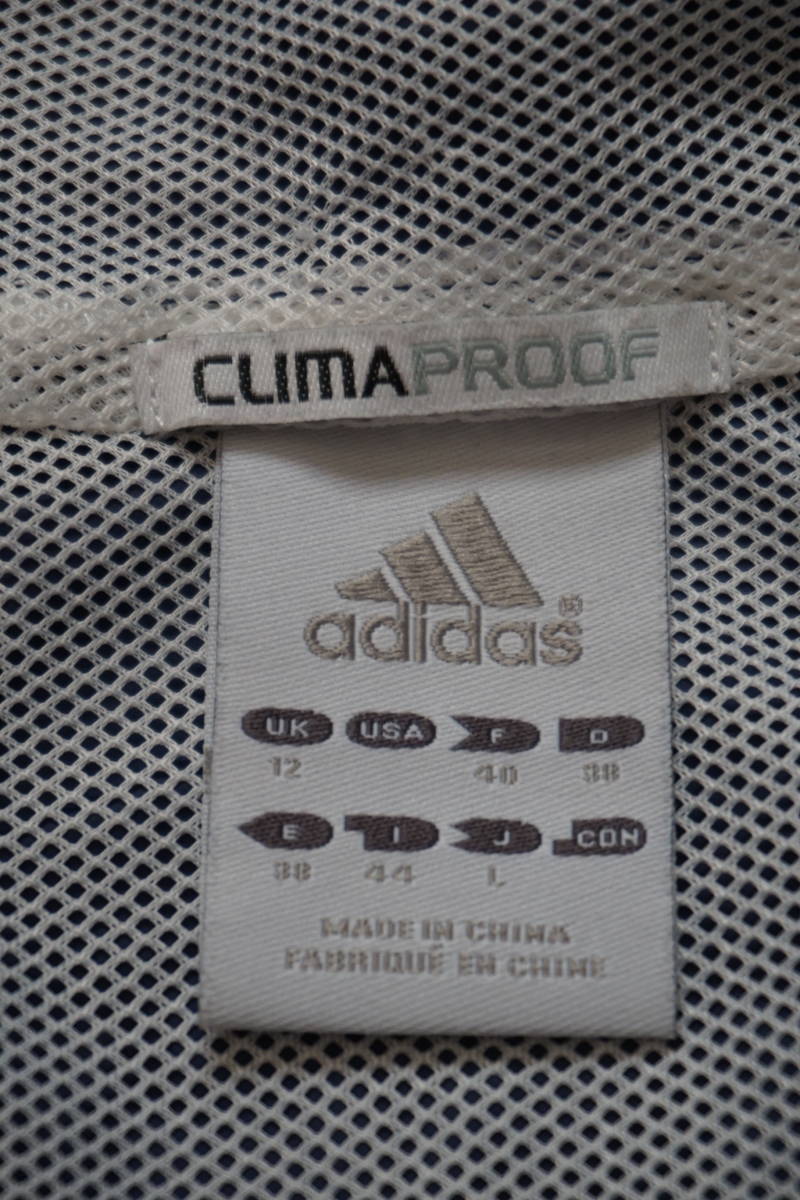 CLIMAPROOF
adidas®
UK USA F D
12 40 38
E I J CON
38 44 L
MADE IN CHINA
FABRIQUÉ EN CHINE